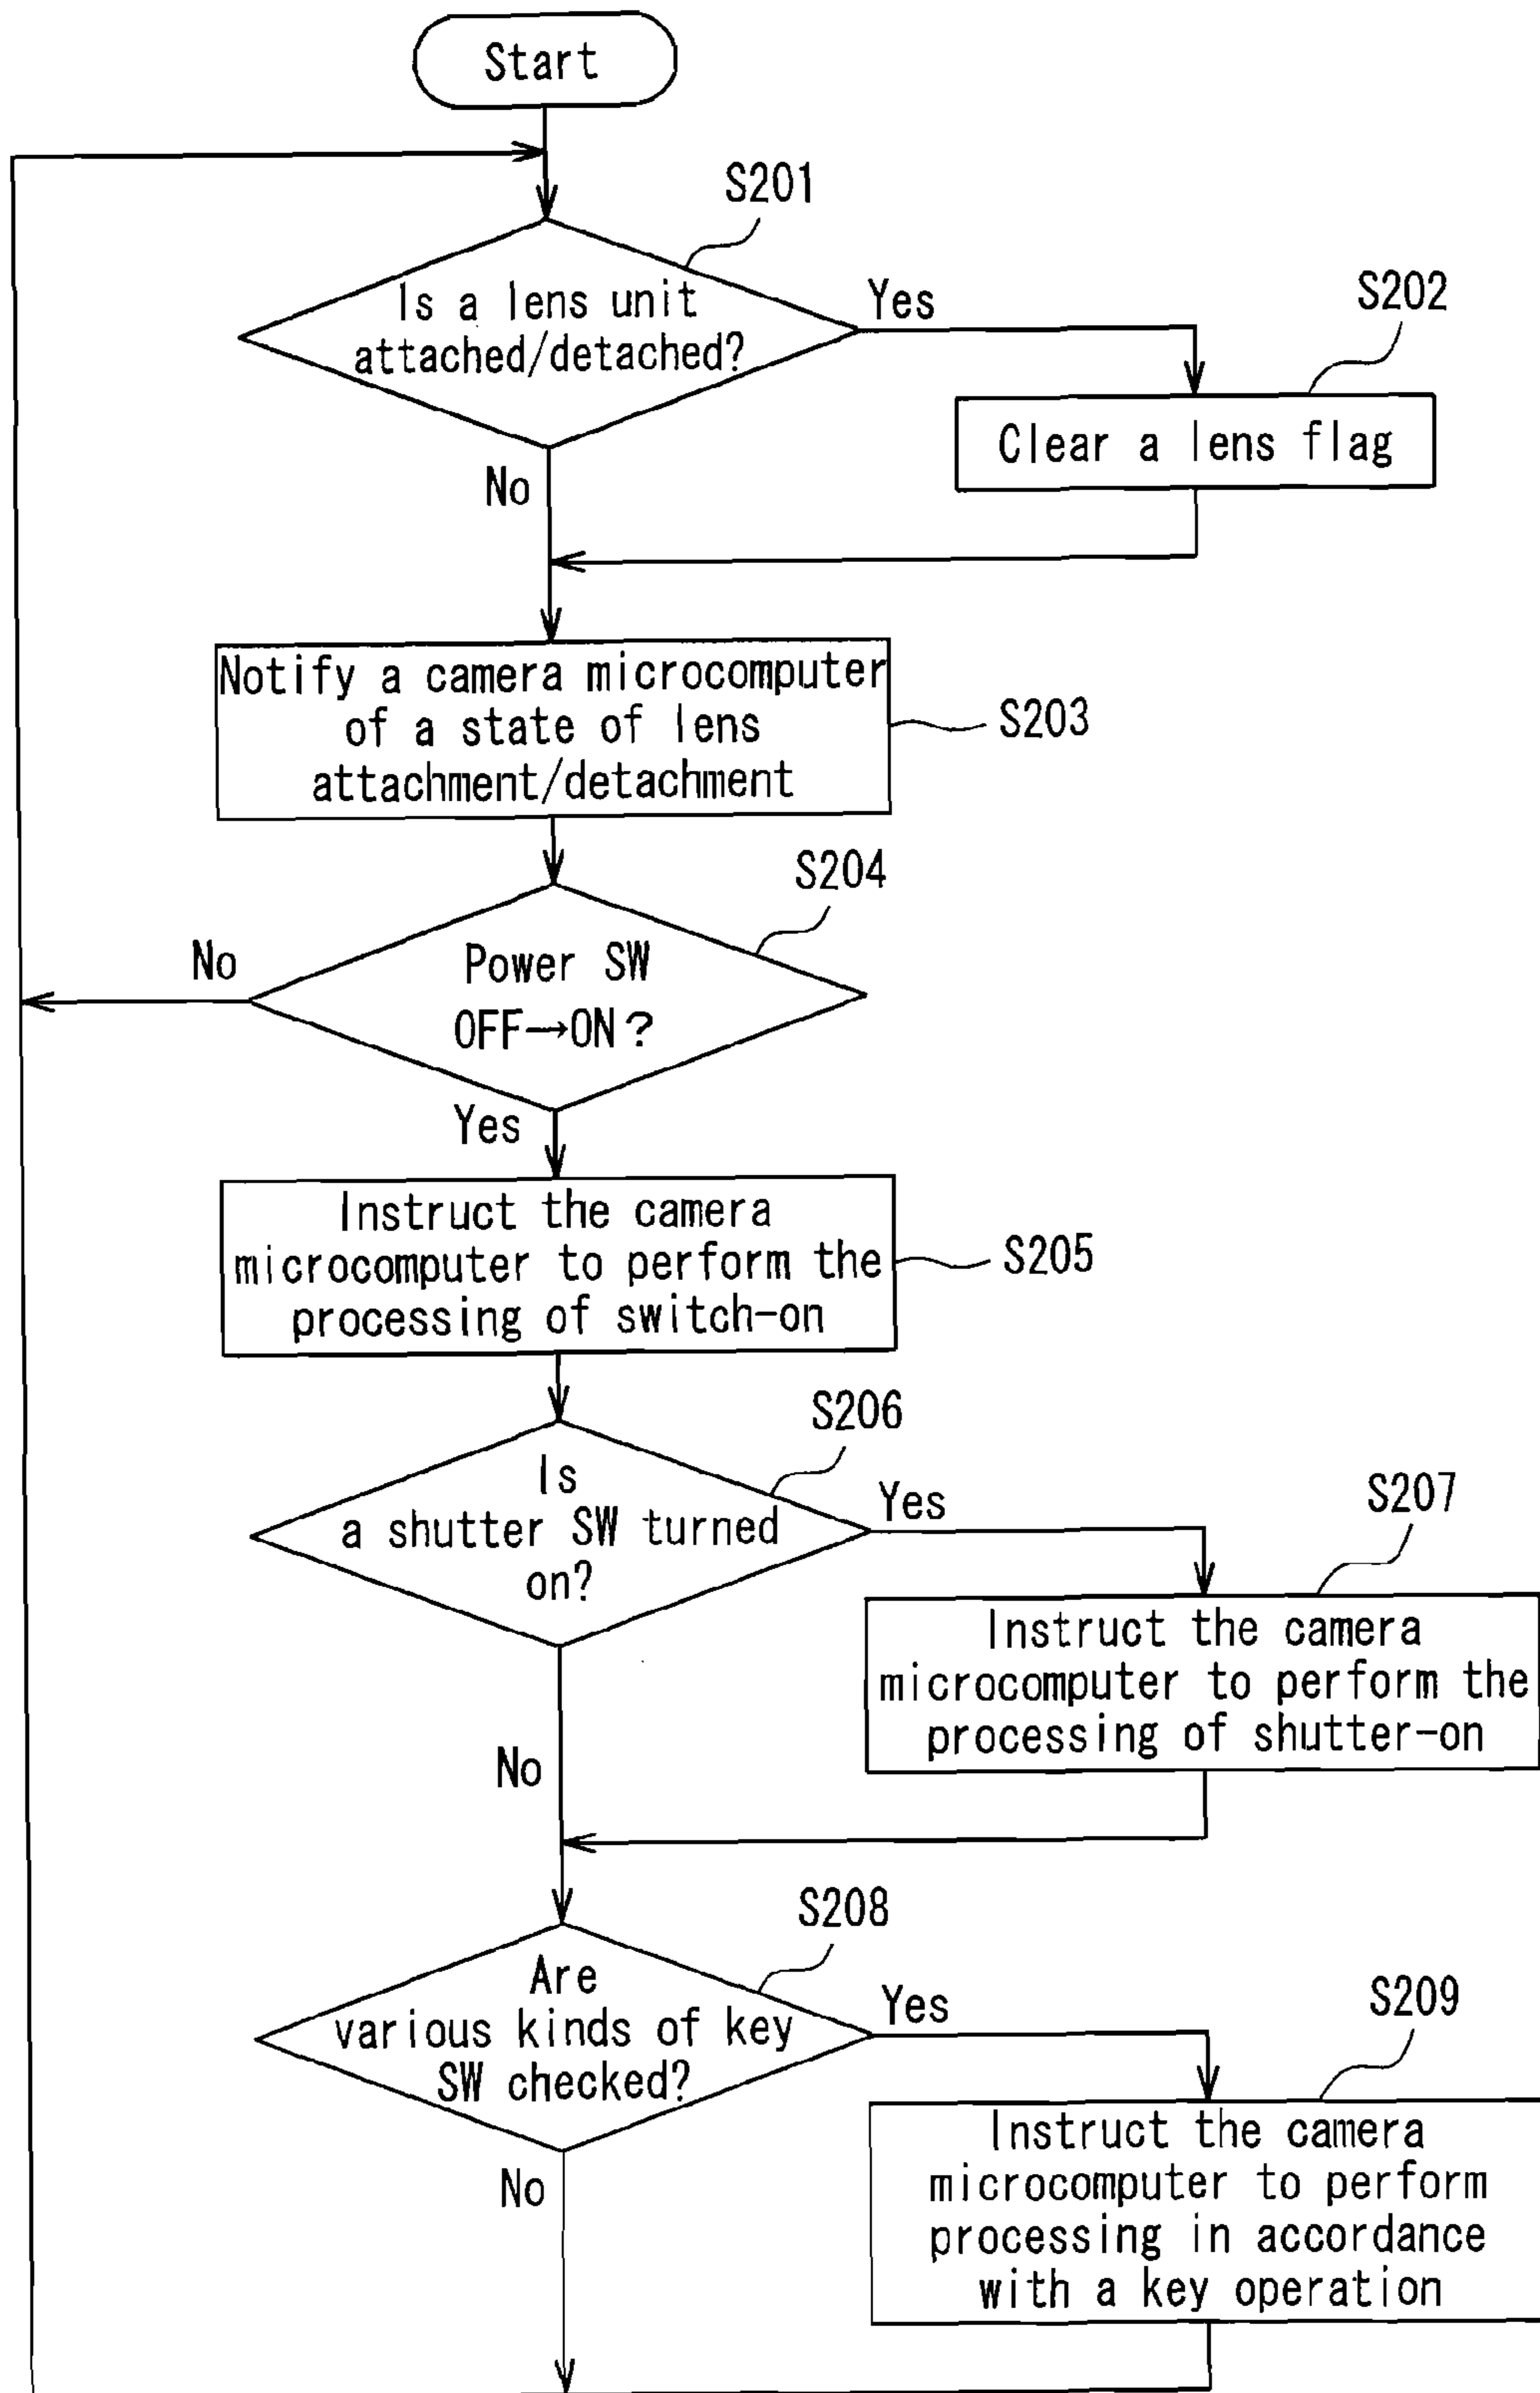 Start
S201
Is a lens unit
attached/detached?
Yes
No
S202
Clear a lens flag
Notify a camera microcomputer
of a state of lens
attachment/detachment
S203
S204
Power SW
OFF→ON?
No
Yes
Instruct the camera
microcomputer to perform the
processing of switch-on
S205
S206
Is
a shutter SW turned
on?
Yes
No
S207
Instruct the camera
microcomputer to perform the
processing of shutter-on
S208
Are
various kinds of key
SW checked?
Yes
No
S209
Instruct the camera
microcomputer to perform
processing in accordance
with a key operation